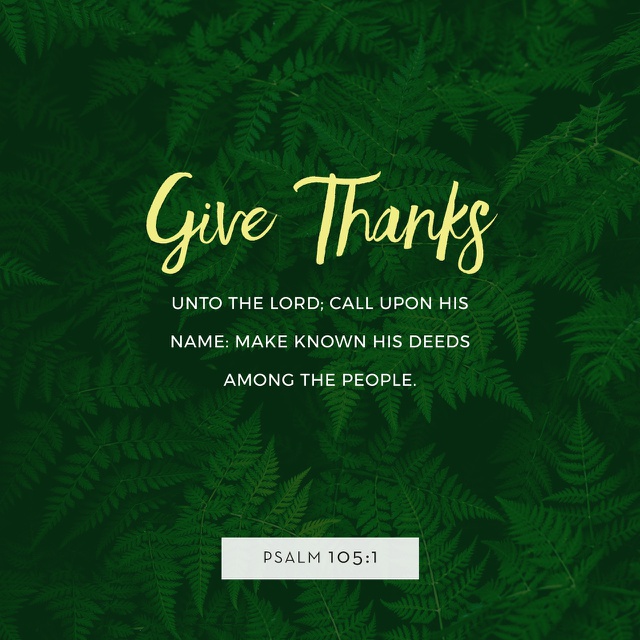 Give Thanks
UNTO THE LORD; CALL UPON HIS
NAME: MAKE KNOWN HIS DEEDS
AMONG THE PEOPLE.
PSALM 105:1